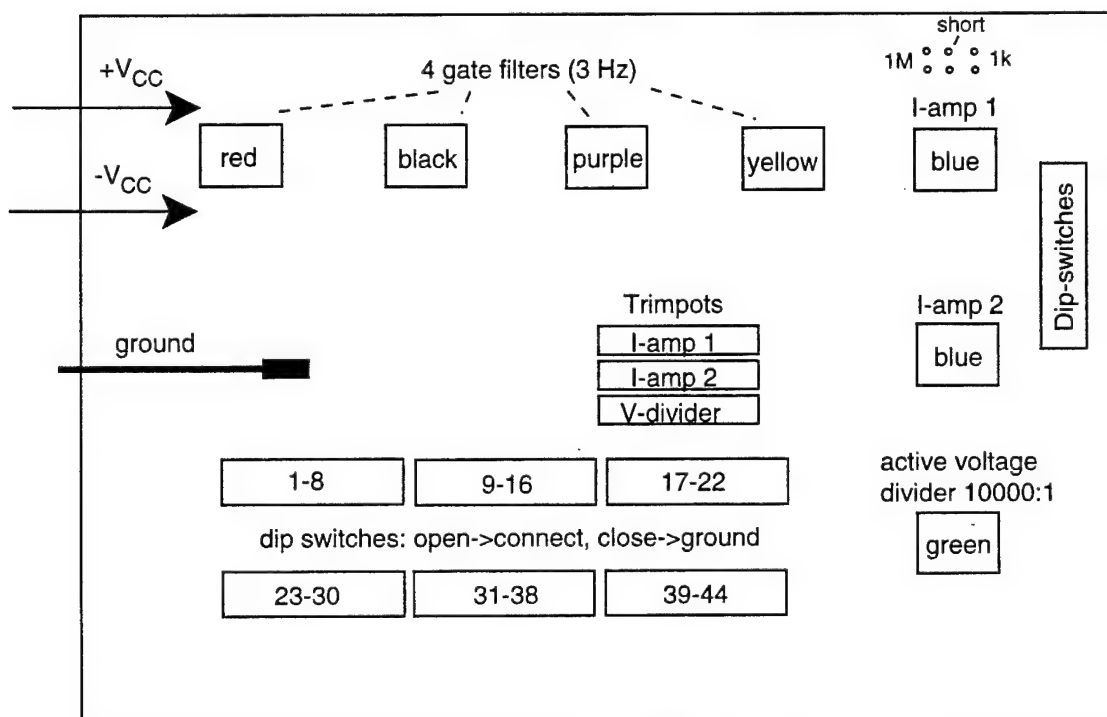 short
1M
1k
+VCC
4 gate filters (3 Hz)
I-amp 1
red
black
purple
yellow
blue
-VCC
Dip-switches
Trimpots
I-amp 2
I-amp 1
ground
blue
I-amp 2
V-divider
active voltage
divider 10000:1
1-8
9-16
17-22
dip switches: open->connect, close->ground
green
23-30
31-38
39-44